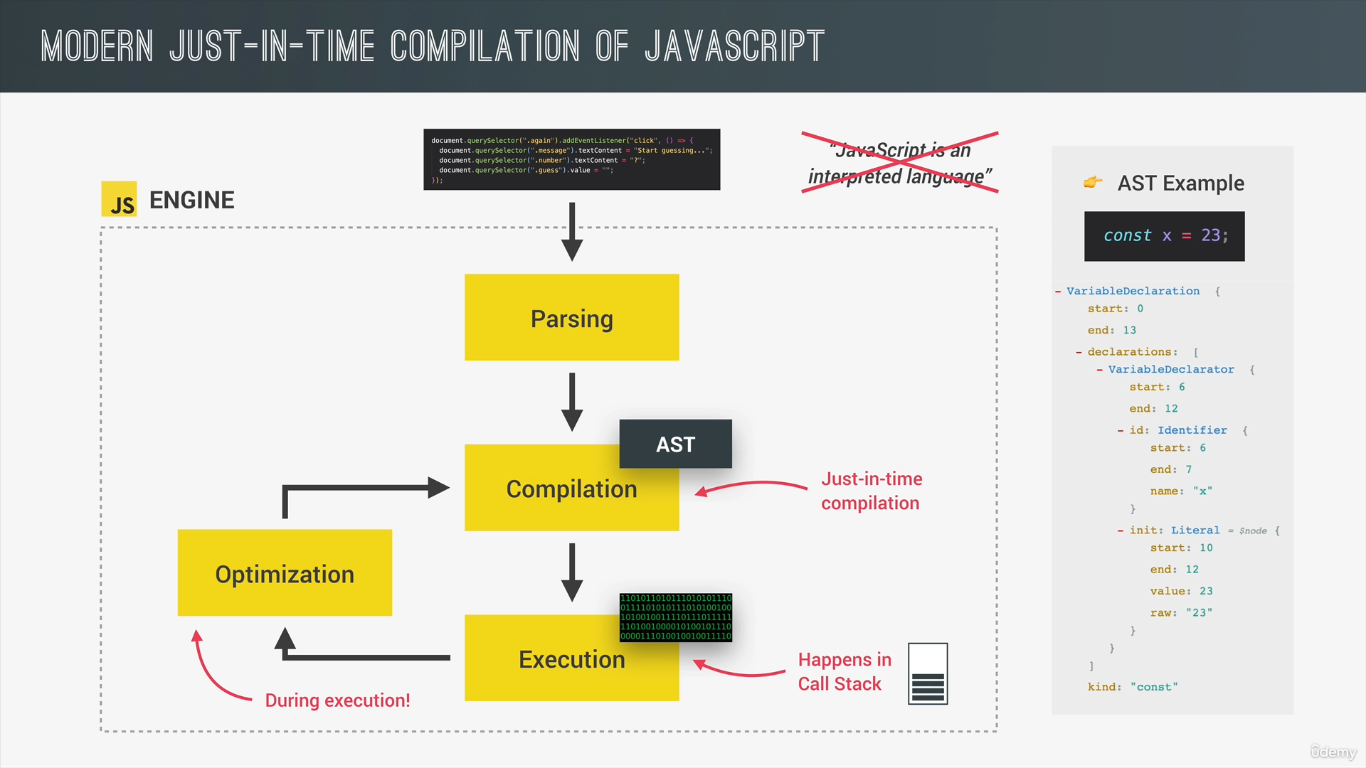 MODERN JUST-IN-TIME COMPILATION OF JAVASCRIPT
document.querySelector(".again").addEventListener("click", () => {
document.querySelector(".message").textContent = "Start guessing...";
document.querySelector(".number").textContent = "?";
document.querySelector(".guess").value = "";
});
"JavaScript is an
interpreted language"
JS ENGINE
Parsing
AST
Compilation
Just-in-time
compilation
Optimization
11010110101110101011110
01111010101110101001 00
Execution
Happens in
Call Stack
During execution!
👉 AST Example
const x = 23;
- VariableDeclaration {
start: 0
end: 13
- declarations: [
- VariableDeclarator {
start: 6
end: 12
- id: Identifier {
start: 6
end: 7
name: "x"
}
- init: Literal = $node {
start: 10
end: 12
value: 23
raw: "23"
}
}
]
kind: "const"
ûdemy